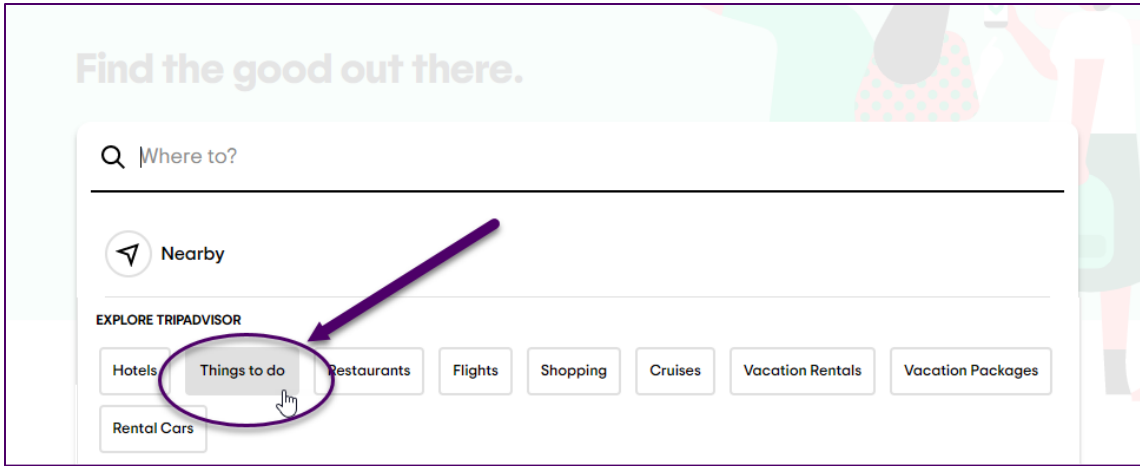 Find the good out there.
Where to?
Nearby
EXPLORE TRIPADVISOR
Hotels Things to do Restaurants Flights Shopping Cruises Vacation Rentals Vacation Packages
Rental Cars